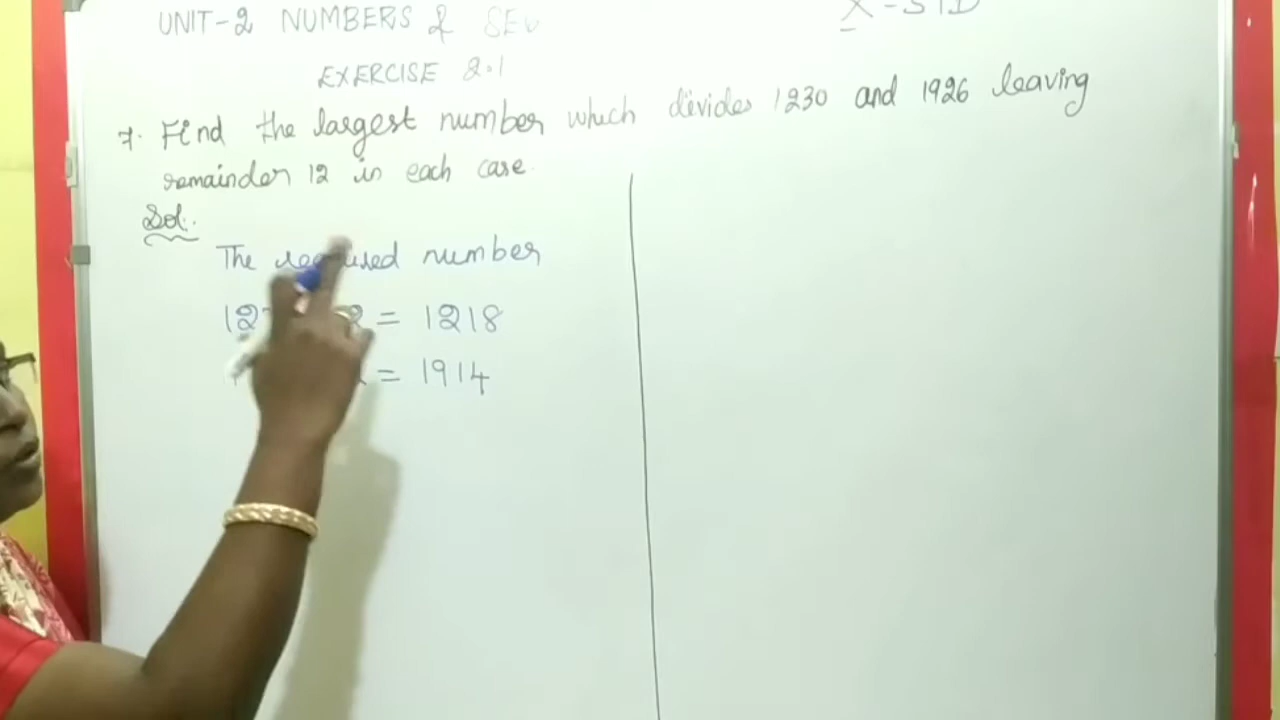 UNIT-2 NUMBERS &
X-STD
EXERCISE 2.1
7. Find the largest number which divides 1230 and 1926 leaving
remainder 12 in each case.
Sol:
The required number
= 1218
= 1914